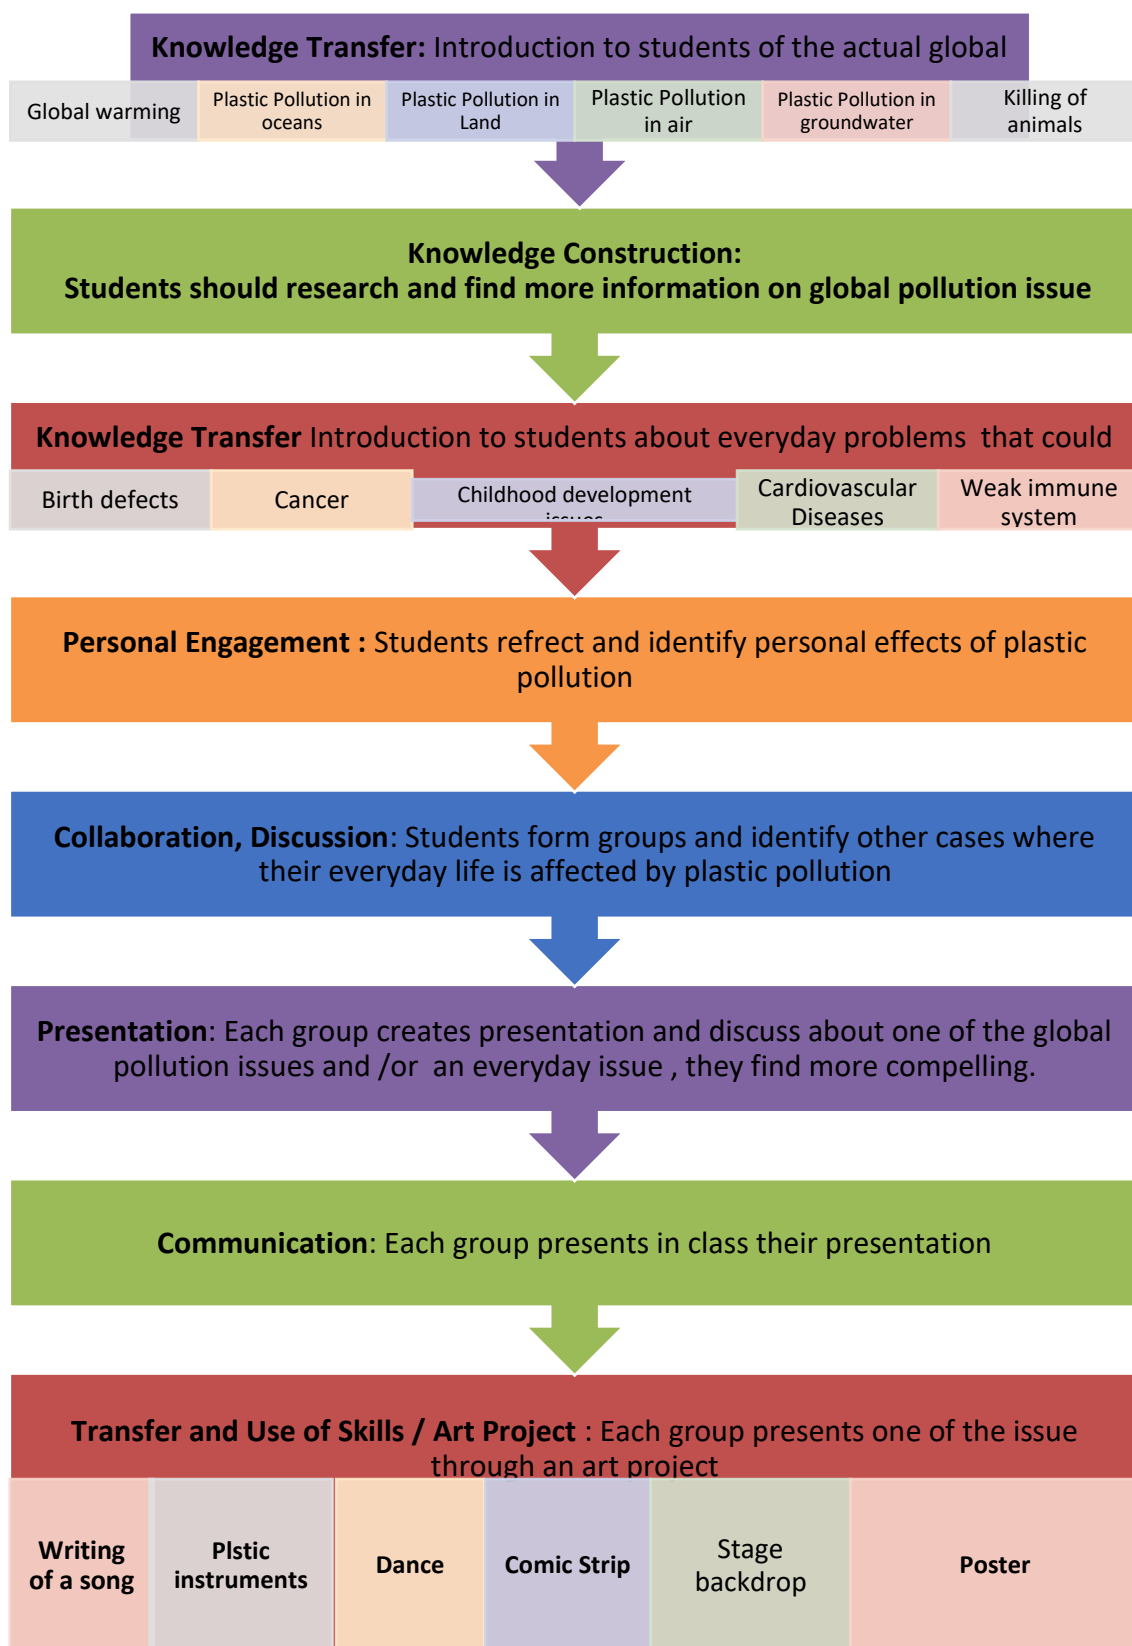 Knowledge Transfer: Introduction to students of the actual global
Global warming
Plastic Pollution in
oceans
Plastic Pollution in
Land
Plastic Pollution
in air
Plastic Pollution in
groundwater
Killing of
animals
Knowledge Construction:
Students should research and find more information on global pollution issue
Knowledge Transfer Introduction to students about everyday problems that could
Birth defects
Cancer
Childhood development
issues
Cardiovascular
Diseases
Weak immune
system
Personal Engagement : Students refrect and identify personal effects of plastic
pollution
Collaboration, Discussion: Students form groups and identify other cases where
their everyday life is affected by plastic pollution
Presentation: Each group creates presentation and discuss about one of the global
pollution issues and /or an everyday issue , they find more compelling.
Communication: Each group presents in class their presentation
Transfer and Use of Skills / Art Project : Each group presents one of the issue
through an art project
Writing
of a song
Plstic
instruments
Dance
Comic Strip
Stage
backdrop
Poster